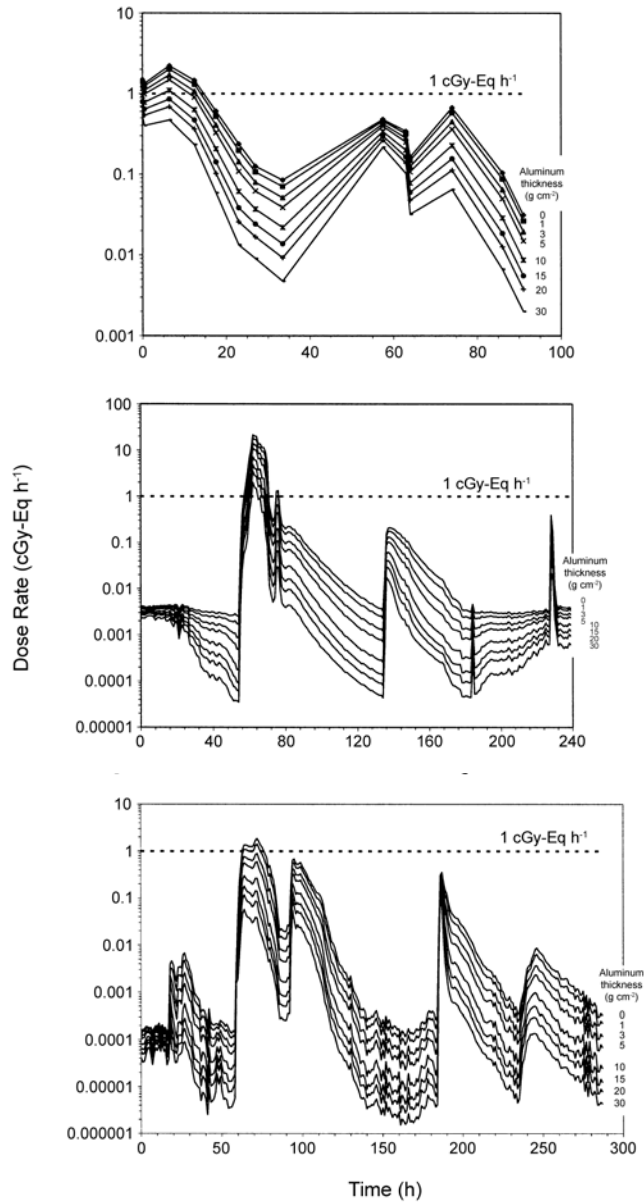 10
1
0.1
0.01
0.001
1 cGy-Eq h-1
Aluminum
thickness
(g cm-2)
0
1
3
5
10
15
20
30
0 20 40 60 80 100
Dose Rate (cGy-Eq h-1)
100
10
1
0.1
0.01
0.001
0.0001
0.00001
1 cGy-Eq h-1
Aluminum
thickness
(g cm-2)
0
1
3
5
10
15
20
30
0 40 80 120 160 200 240
10
1
0.1
0.01
0.001
0.0001
0.00001
0.000001
1 cGy-Eq h-1
Aluminum
thickness
(g cm-2)
0
1
3
5
10
15
20
30
0 50 100 150 200 250 300
Time (h)